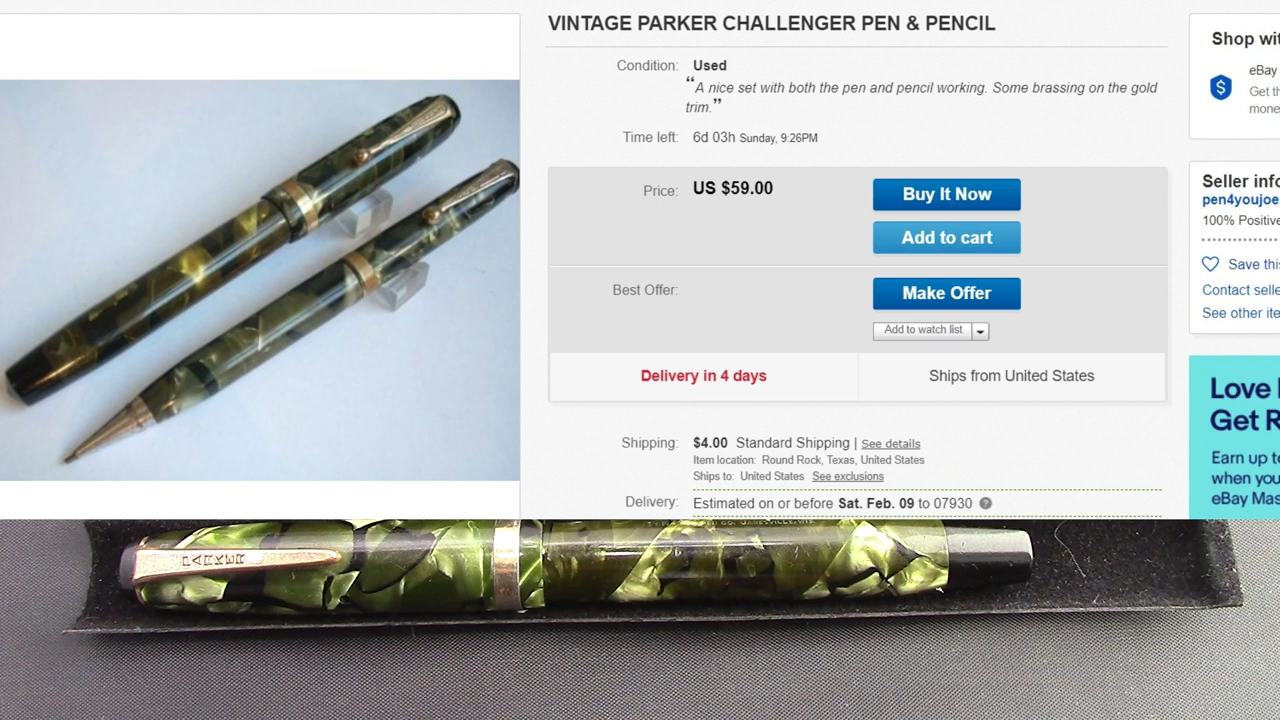 VINTAGE PARKER CHALLENGER PEN & PENCIL
Condition: Used
“A nice set with both the pen and pencil working. Some brassing on the gold
trim.”
Time left: 6d 03h Sunday, 9:26PM
Price: US $59.00
Buy It Now
Add to cart
Best Offer:
Make Offer
Add to watch list
Delivery in 4 days
Ships from United States
Shipping: $4.00 Standard Shipping | See details
Item location: Round Rock, Texas, United States
Ships to: United States See exclusions
Delivery: Estimated on or before Sat. Feb. 09 to 07930
Shop wit
eBay
Get th
mone
Seller info
pen4youjoe
100% Positive
Save this
Contact selle
See other ite
Love
Get R
Earn up to
when you
eBay Mas
PARKER